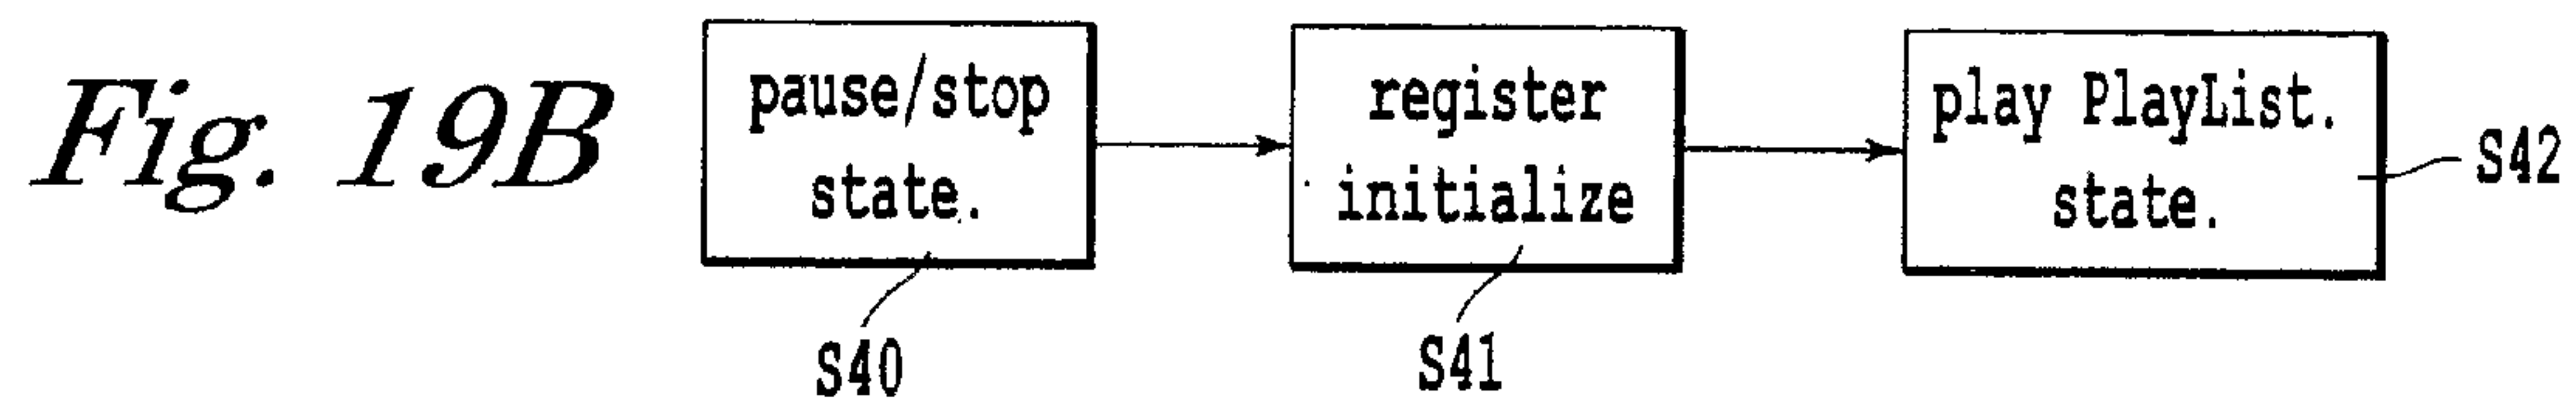 Fig. 19B
pause/stop
state.
S40
register
initialize
S41
play PlayList.
state.
S42